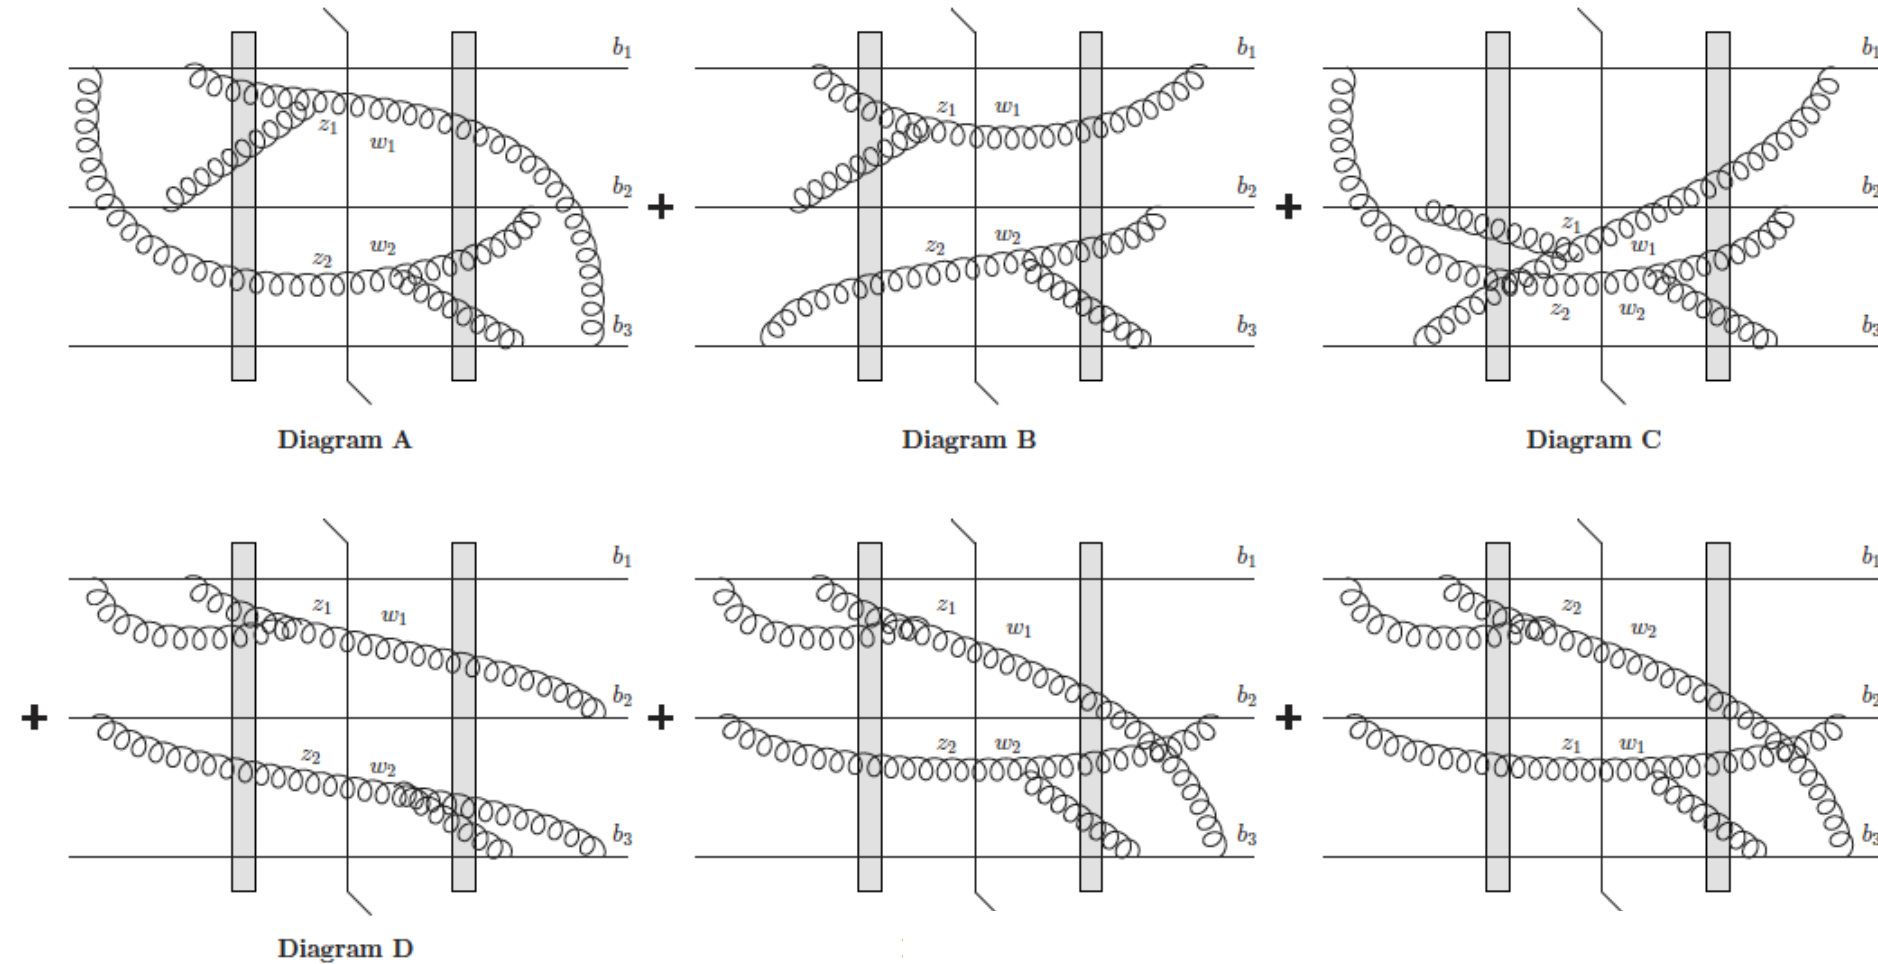 b₁ b₁ b₁
z₁ w₁
z₁
w₁
b₂ b₂ b₂
z₁
w₂ w₂ w₁
z₂ z₂
z₂ w₂
b₃ b₃ b₃
+ +
Diagram A Diagram B Diagram C
b₁ b₁ b₁
z₁ w₁ z₁ w₁ z₂ w₂
b₂ b₂ b₂
+ + +
z₂ w₂ z₂ w₂ z₁ w₁
b₃ b₃ b₃
Diagram D